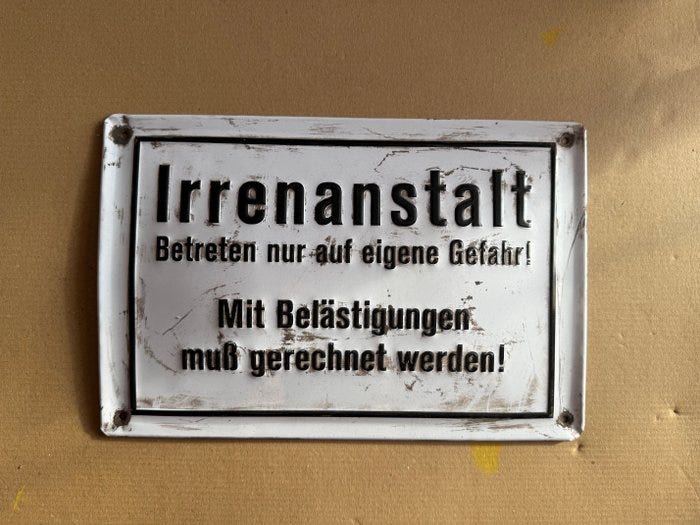 Irrenanstalt
Betreten nur auf eigene Gefahr!
Mit Belästigungen
muß gerechnet werden!